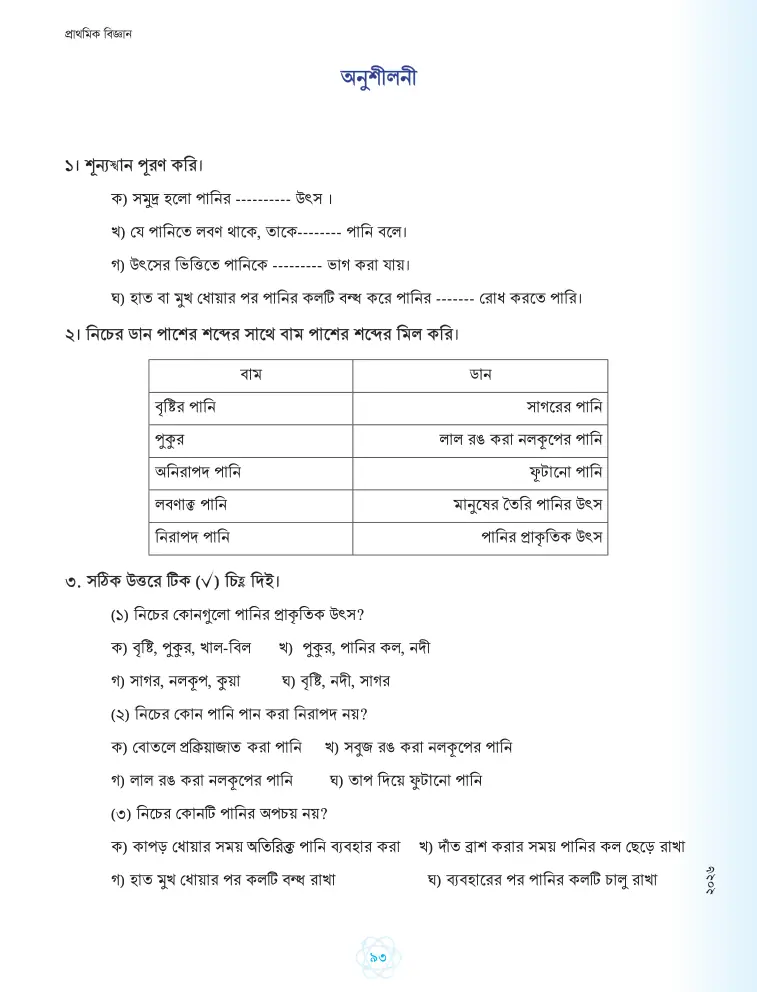 প্রাথমিক বিজ্ঞান
অনুশীলনী
১। শূন্যস্থান পূরণ করি।
ক) সমুদ্র হলো পানির ---------- উৎস ।
খ) যে পানিতে লবণ থাকে, তাকে-------- পানি বলে।
গ) উৎসের ভিত্তিতে পানিকে --------- ভাগ করা যায়।
ঘ) হাত বা মুখ ধোয়ার পর পানির কলটি বন্ধ করে পানির ------- রোধ করতে পারি।
২। নিচের ডান পাশের শব্দের সাথে বাম পাশের শব্দের মিল করি।
বাম ডান
বৃষ্টির পানি সাগরের পানি
পুকুর লাল রঙ করা নলকূপের পানি
অনিরাপদ পানি ফূটানো পানি
লবণাক্ত পানি মানুষের তৈরি পানির উৎস
নিরাপদ পানি পানির প্রাকৃতিক উৎস
৩. সঠিক উত্তরে টিক (√) চিহ্ন দিই।
(১) নিচের কোনগুলো পানির প্রাকৃতিক উৎস?
ক) বৃষ্টি, পুকুর, খাল-বিল খ) পুকুর, পানির কল, নদী
গ) সাগর, নলকূপ, কুয়া ঘ) বৃষ্টি, নদী, সাগর
(২) নিচের কোন পানি পান করা নিরাপদ নয়?
ক) বোতলে প্রক্রিয়াজাত করা পানি খ) সবুজ রঙ করা নলকূপের পানি
গ) লাল রঙ করা নলকূপের পানি ঘ) তাপ দিয়ে ফুটানো পানি
(৩) নিচের কোনটি পানির অপচয় নয়?
ক) কাপড় ধোয়ার সময় অতিরিক্ত পানি ব্যবহার করা খ) দাঁত ব্রাশ করার সময় পানির কল ছেড়ে রাখা
গ) হাত মুখ ধোয়ার পর কলটি বন্ধ রাখা ঘ) ব্যবহারের পর পানির কলটি চালু রাখা
২০২৬
৯৩